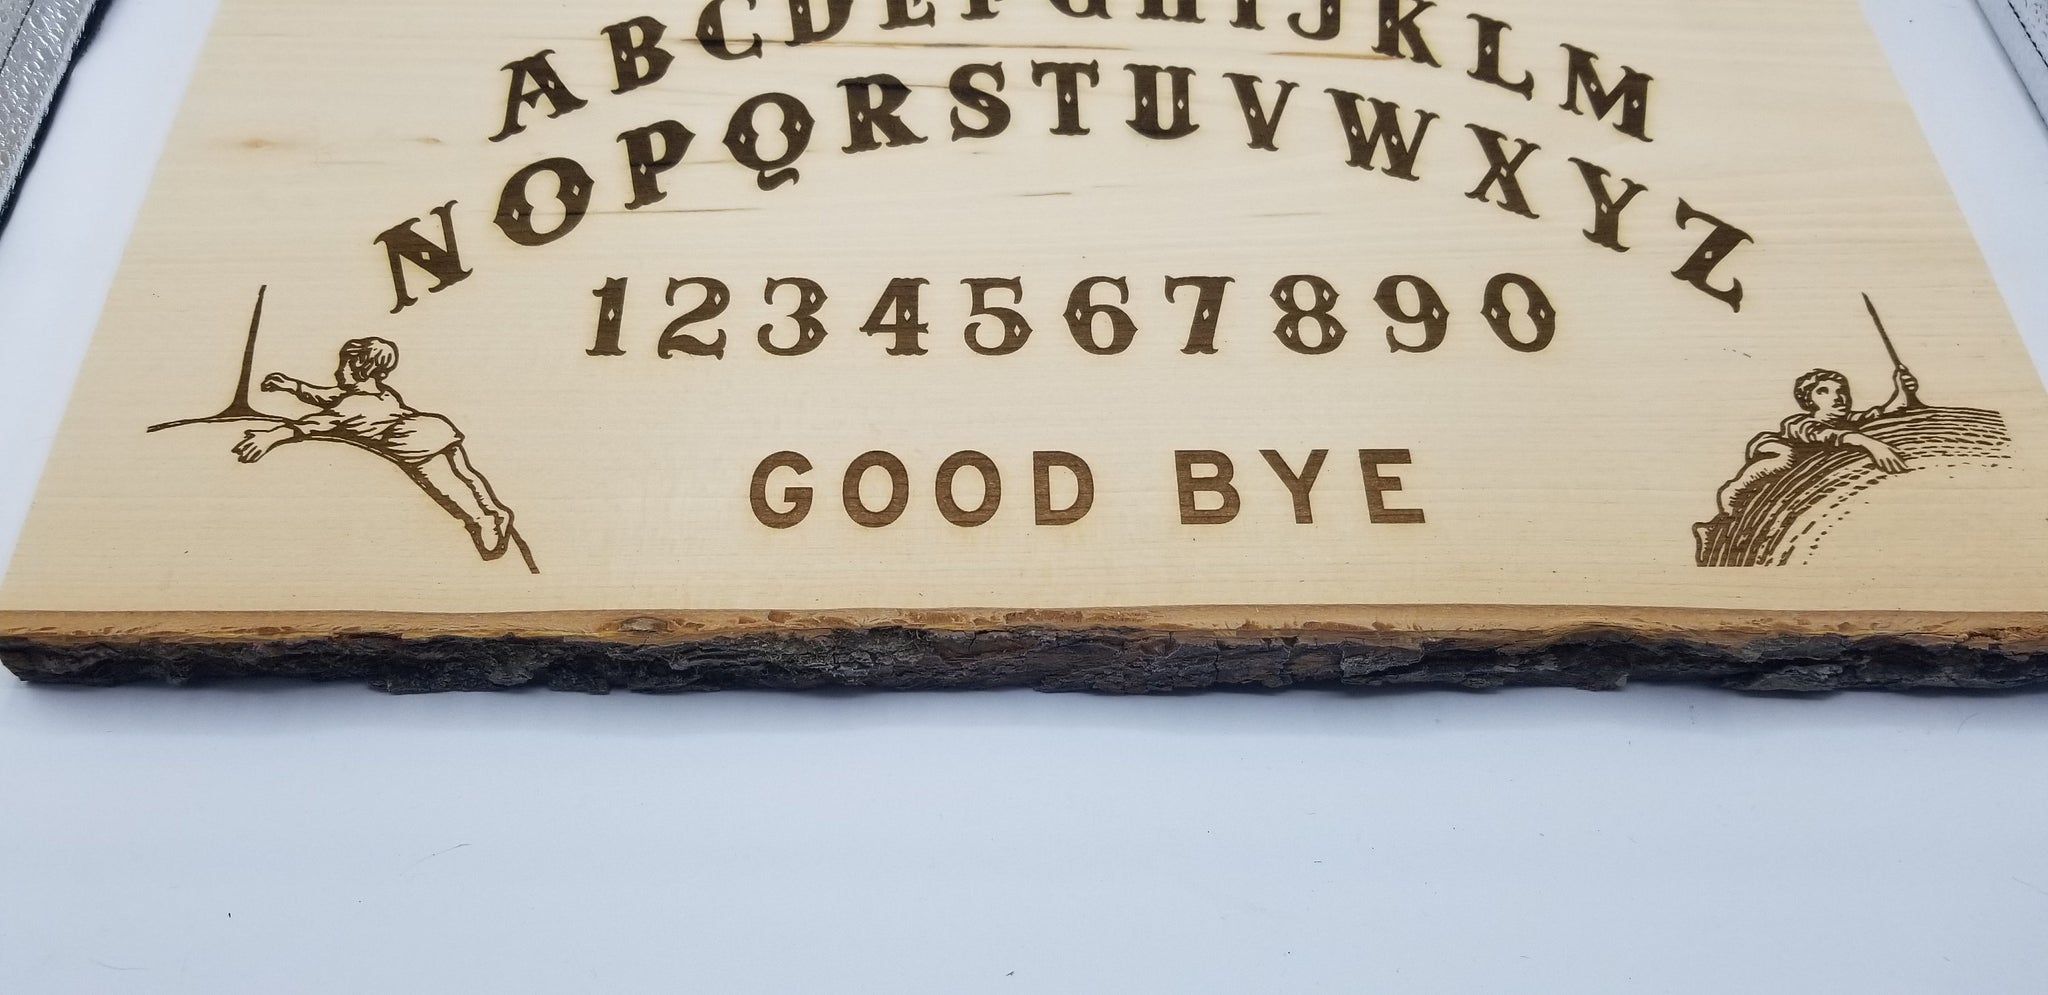 ABCDEFGHIJKLM
NOPQRSTUVWXYZ
1234567890
GOOD BYE